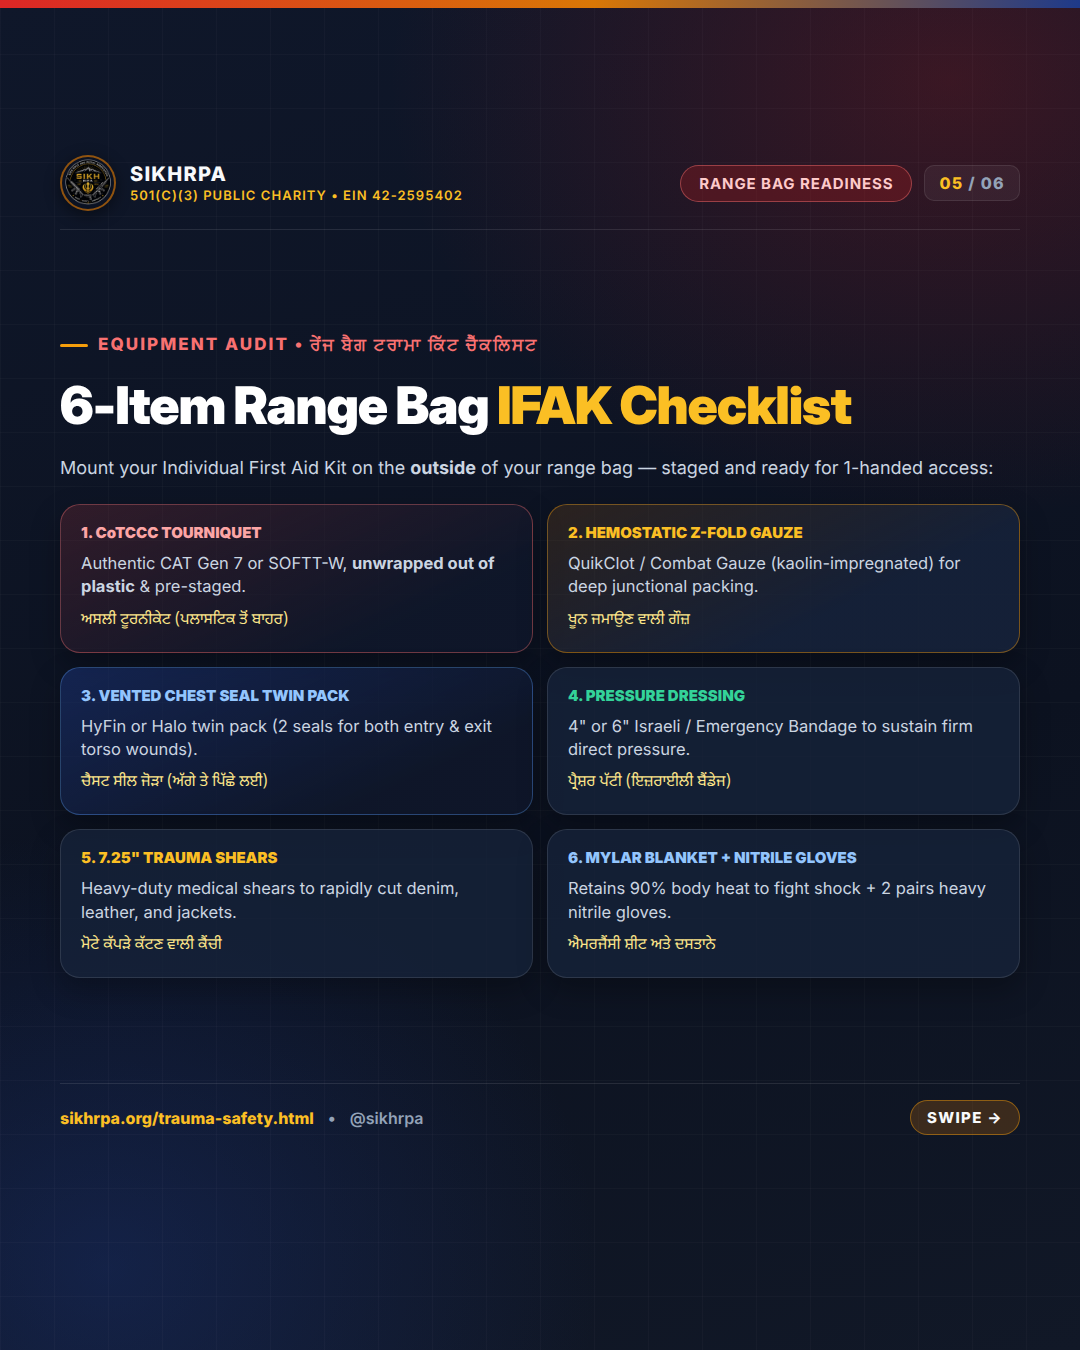 SIKH
SIKHRPA
501(C)(3) PUBLIC CHARITY • EIN 42-2595402
RANGE BAG READINESS
05 / 06
EQUIPMENT AUDIT • ਰੇਂਜ ਬੈਗ ਟਰਾਮਾ ਕਿੱਟ ਚੈੱਕਲਿਸਟ
6-Item Range Bag IFAK Checklist
Mount your Individual First Aid Kit on the outside of your range bag — staged and ready for 1-handed access:
1. CoTCCC TOURNIQUET
Authentic CAT Gen 7 or SOFTT-W, unwrapped out of
plastic & pre-staged.
ਅਸਲੀ ਟੂਰਨੀਕੇਟ (ਪਲਾਸਟਿਕ ਤੋਂ ਬਾਹਰ)
2. HEMOSTATIC Z-FOLD GAUZE
QuikClot / Combat Gauze (kaolin-impregnated) for
deep junctional packing.
ਖੂਨ ਜਮਾਉਣ ਵਾਲੀ ਗੌਜ਼
3. VENTED CHEST SEAL TWIN PACK
HyFin or Halo twin pack (2 seals for both entry & exit
torso wounds).
ਚੈਸਟ ਸੀਲ ਜੋੜਾ (ਅੱਗੇ ਤੇ ਪਿੱਛੇ ਲਈ)
4. PRESSURE DRESSING
4" or 6" Israeli / Emergency Bandage to sustain firm
direct pressure.
ਪ੍ਰੈਸ਼ਰ ਪੱਟੀ (ਇਜ਼ਰਾਈਲੀ ਬੈਂਡੇਜ)
5. 7.25" TRAUMA SHEARS
Heavy-duty medical shears to rapidly cut denim,
leather, and jackets.
ਮੋਟੇ ਕੱਪੜੇ ਕੱਟਣ ਵਾਲੀ ਕੈਂਚੀ
6. MYLAR BLANKET + NITRILE GLOVES
Retains 90% body heat to fight shock + 2 pairs heavy
nitrile gloves.
ਐਮਰਜੈਂਸੀ ਸ਼ੀਟ ਅਤੇ ਦਸਤਾਨੇ
sikhrpa.org/trauma-safety.html • @sikhrpa
SWIPE →